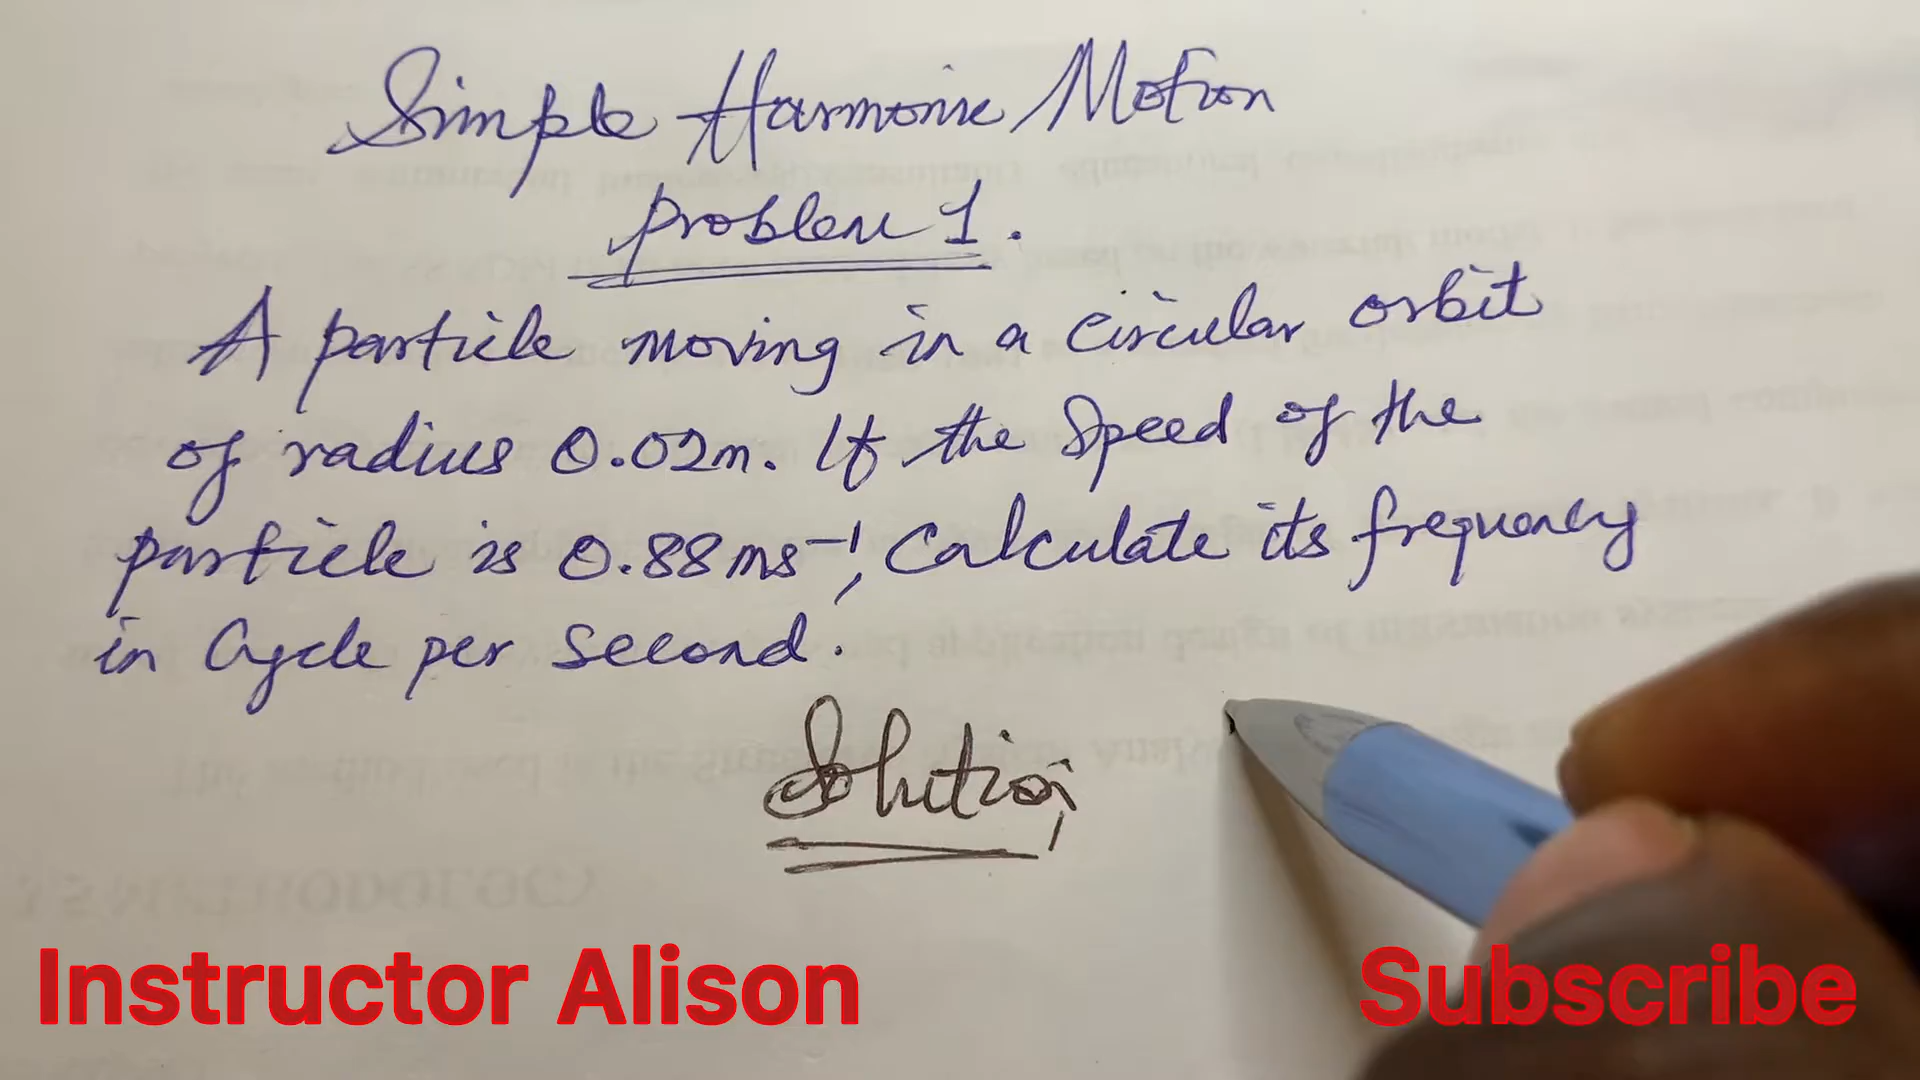 Simple Harmonic Motion
Problem 1.
A particle moving in a circular orbit
of radius 0.02m. If the speed of the
particle is 0.88ms⁻¹, Calculate its frequency
in Cycle per second.
Solution;
Instructor Alison
Subscribe